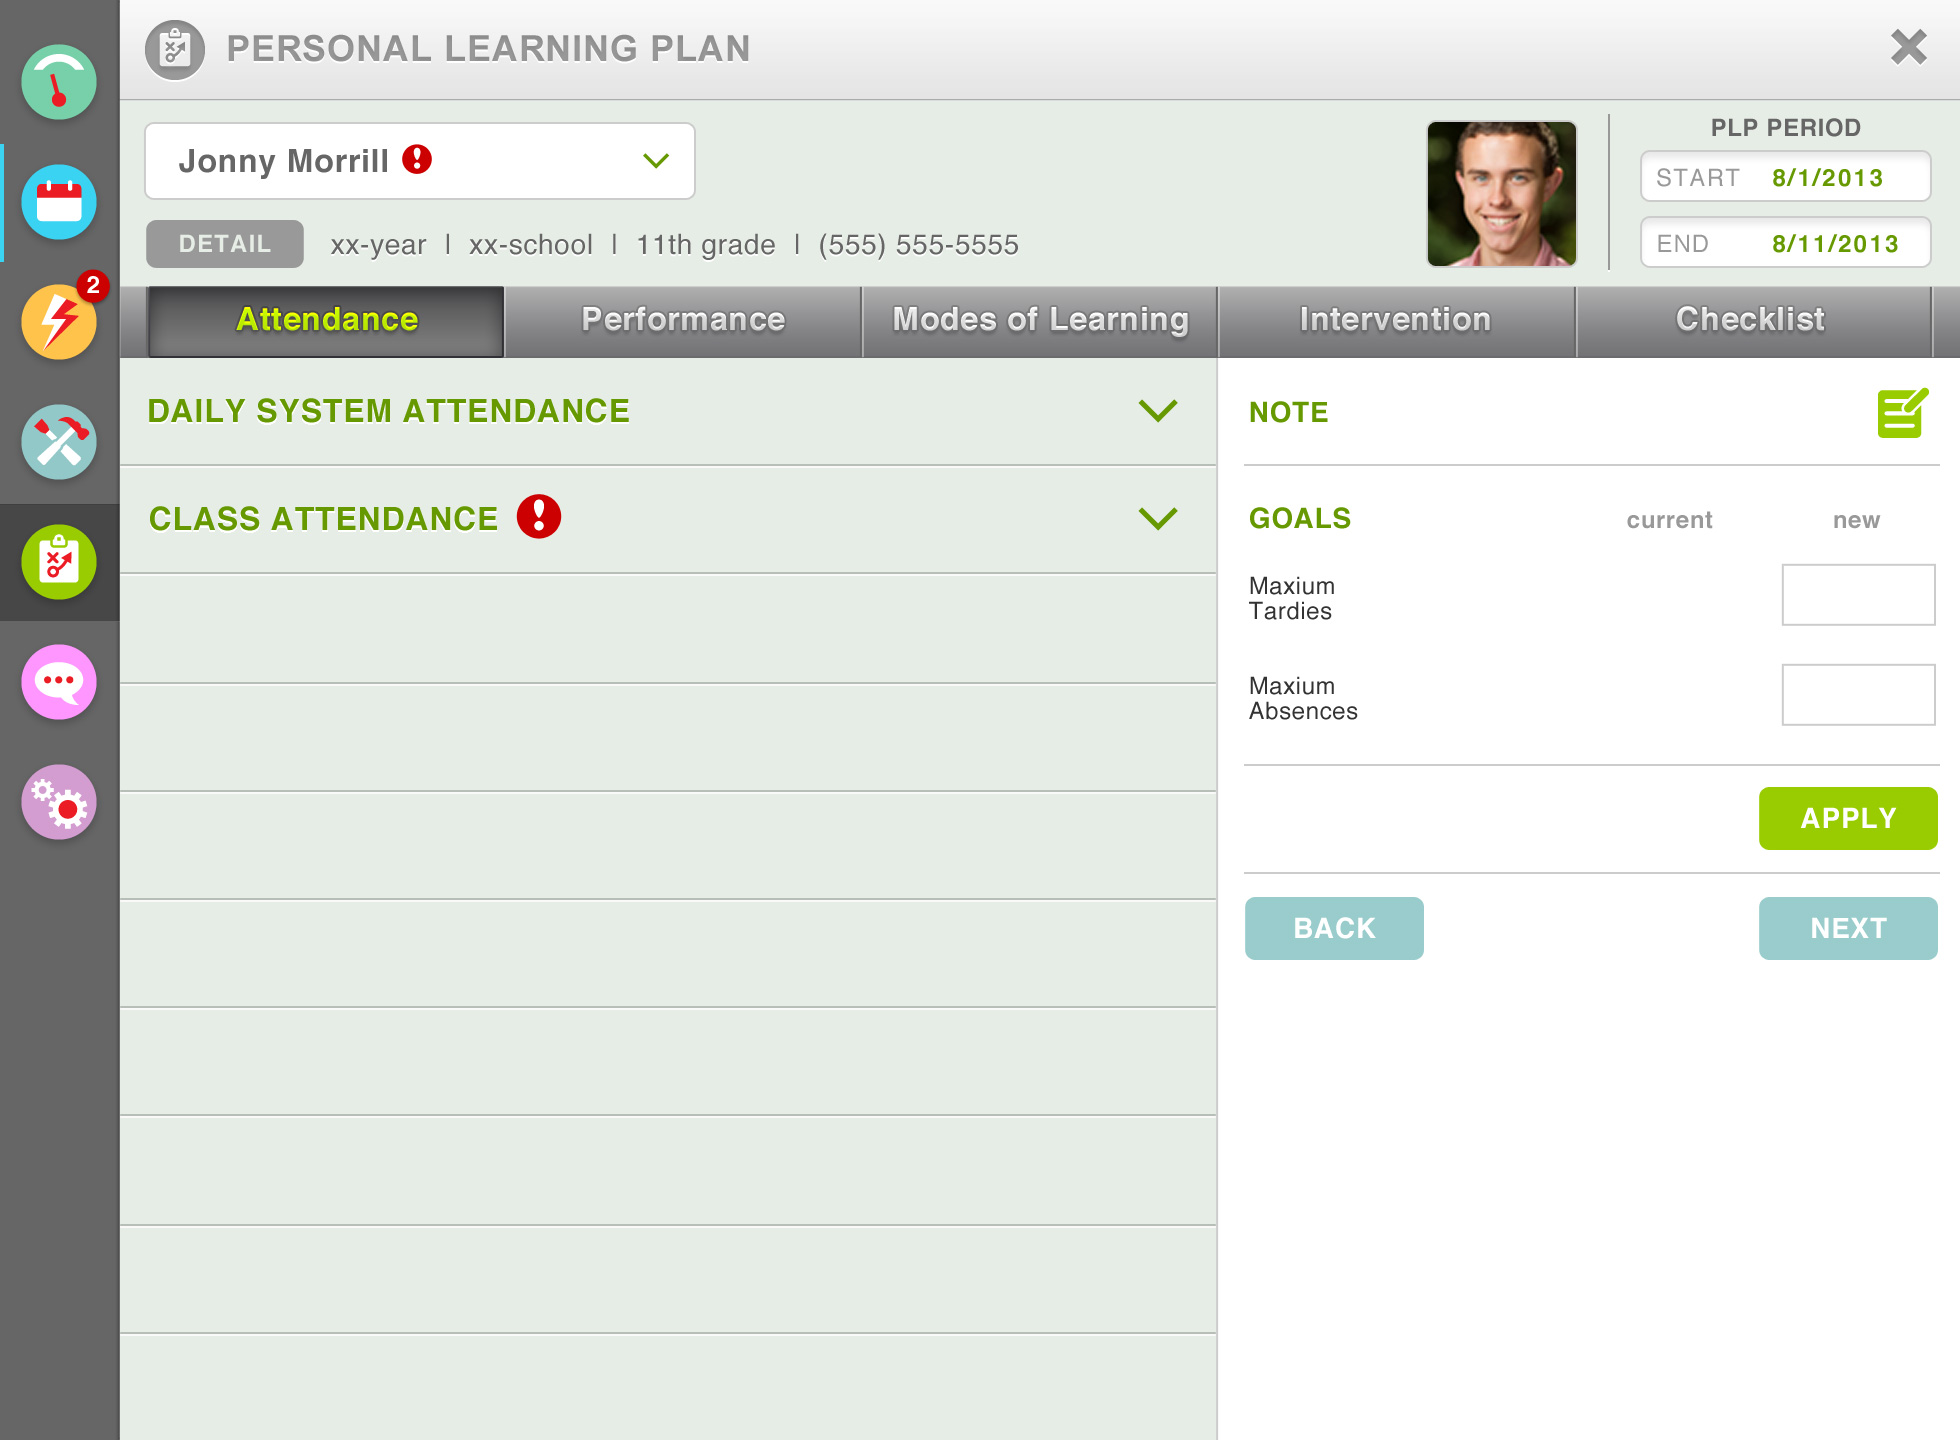 PERSONAL LEARNING PLAN
Jonny Morrill
DETAIL xx-year | xx-school | 11th grade | (555) 555-5555
PLP PERIOD
START 8/1/2013
END 8/11/2013
2
Attendance Performance Modes of Learning Intervention Checklist
DAILY SYSTEM ATTENDANCE
CLASS ATTENDANCE
NOTE
GOALS current new
Maxium
Tardies
Maxium
Absences
APPLY
BACK NEXT